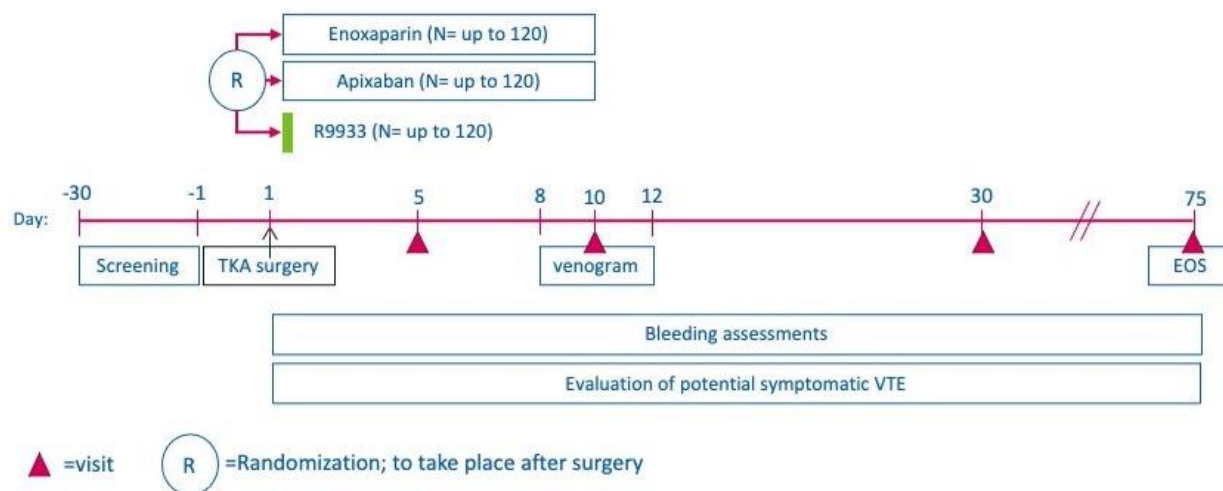 Enoxaparin (N= up to 120)
R
Apixaban (N= up to 120)
R9933 (N= up to 120)
-30 -1 1 5 8 10 12 30 75
Day:
Screening TKA surgery venogram EOS
Bleeding assessments
Evaluation of potential symptomatic VTE
=visit R =Randomization; to take place after surgery